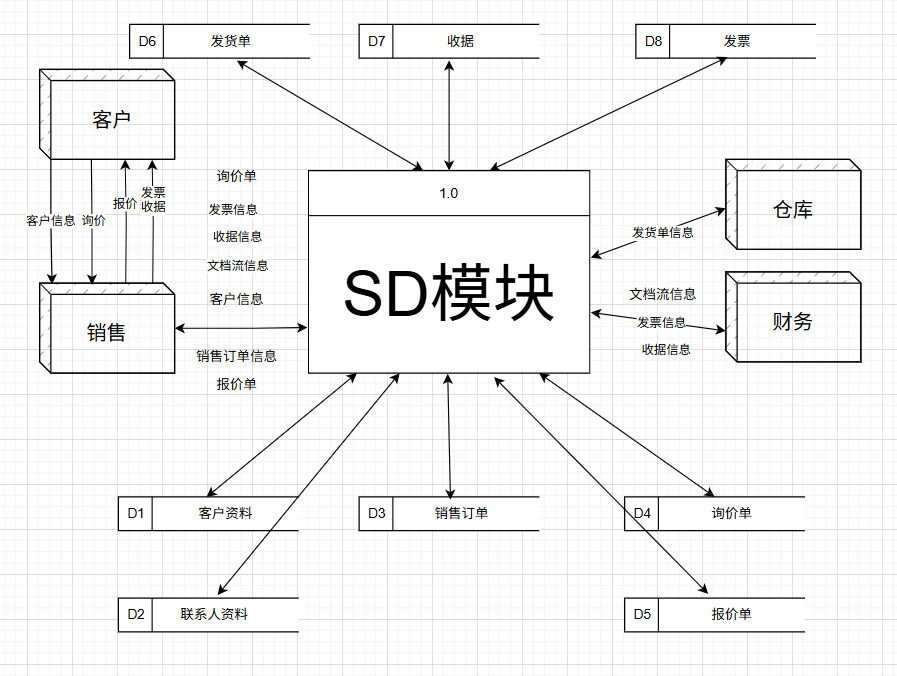 D6 发货单
D7 收据
D8 发票
客户
客户信息
询价
报价
发票
收据
销售
询价单
发票信息
收据信息
文档流信息
客户信息
销售订单信息
报价单
1.0
SD模块
发货单信息
仓库
文档流信息
发票信息
收据信息
财务
D1 客户资料
D3 销售订单
D4 询价单
D2 联系人资料
D5 报价单